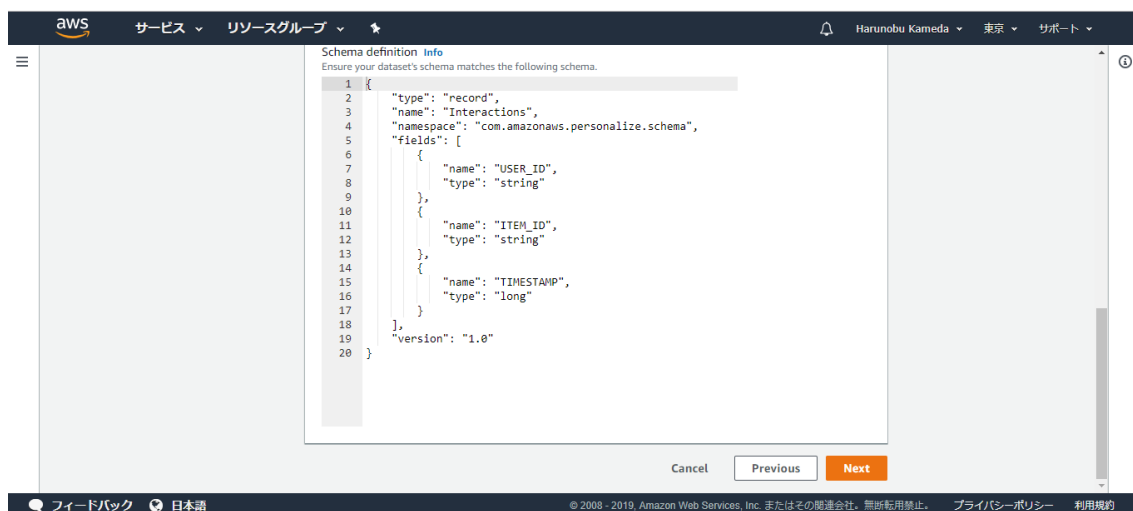 aws サービス リソースグループ Harunobu Kameda 東京 サポート
Schema definition Info
Ensure your dataset's schema matches the following schema.
1 {
2 "type": "record",
3 "name": "Interactions",
4 "namespace": "com.amazonaws.personalize.schema",
5 "fields": [
6 {
7 "name": "USER_ID",
8 "type": "string"
9 },
10 {
11 "name": "ITEM_ID",
12 "type": "string"
13 },
14 {
15 "name": "TIMESTAMP",
16 "type": "long"
17 }
18 ],
19 "version": "1.0"
20 }
Cancel Previous Next
フィードバック 日本語 © 2008 - 2019, Amazon Web Services, Inc. またはその関連会社。無断転用禁止。 プライバシーポリシー 利用規約